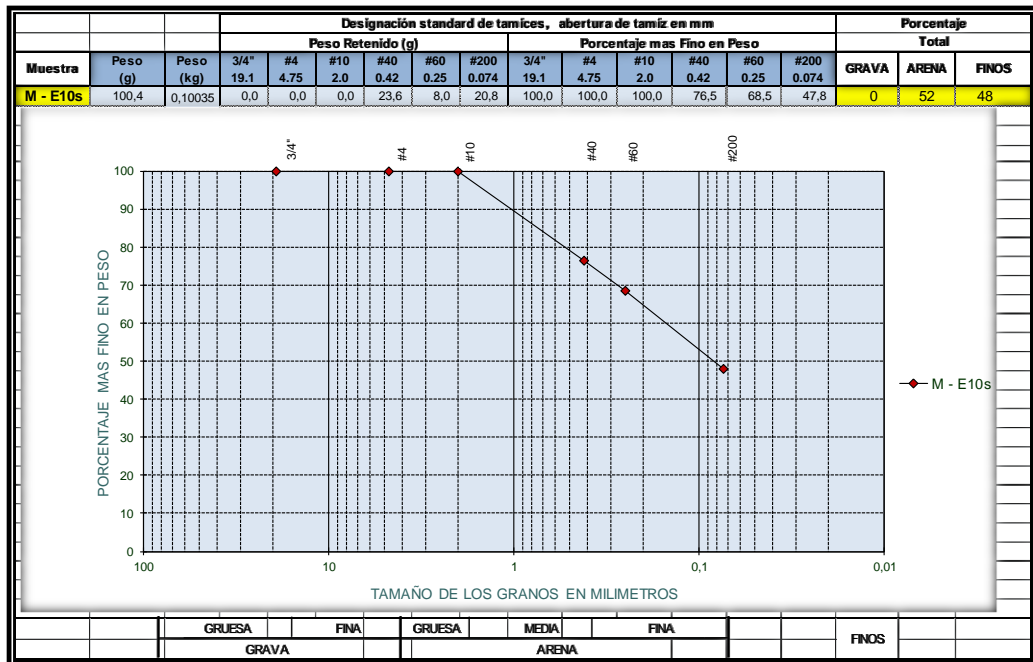 Designación standard de tamices, abertura de tamiz en mm Porcentaje
Peso Retenido (g) Porcentaje mas Fino en Peso Total
Muestra Peso (g) Peso (kg) 3/4" 19.1 #4 4.75 #10 2.0 #40 0.42 #60 0.25 #200 0.074 3/4" 19.1 #4 4.75 #10 2.0 #40 0.42 #60 0.25 #200 0.074 GRAVA ARENA FINOS
M - E10s 100,4 0,10035 0,0 0,0 0,0 23,6 8,0 20,8 100,0 100,0 100,0 76,5 68,5 47,8 0 52 48
3/4" #4 #10 #40 #60 #200
100
90
80
70
60
50
40
30
20
10
0
PORCENTAJE MAS FINO EN PESO
M - E10s
100 10 1 0,1 0,01
TAMAÑO DE LOS GRANOS EN MILIMETROS
GRUESA FINA GRUESA MEDIA FINA FINOS
GRAVA ARENA